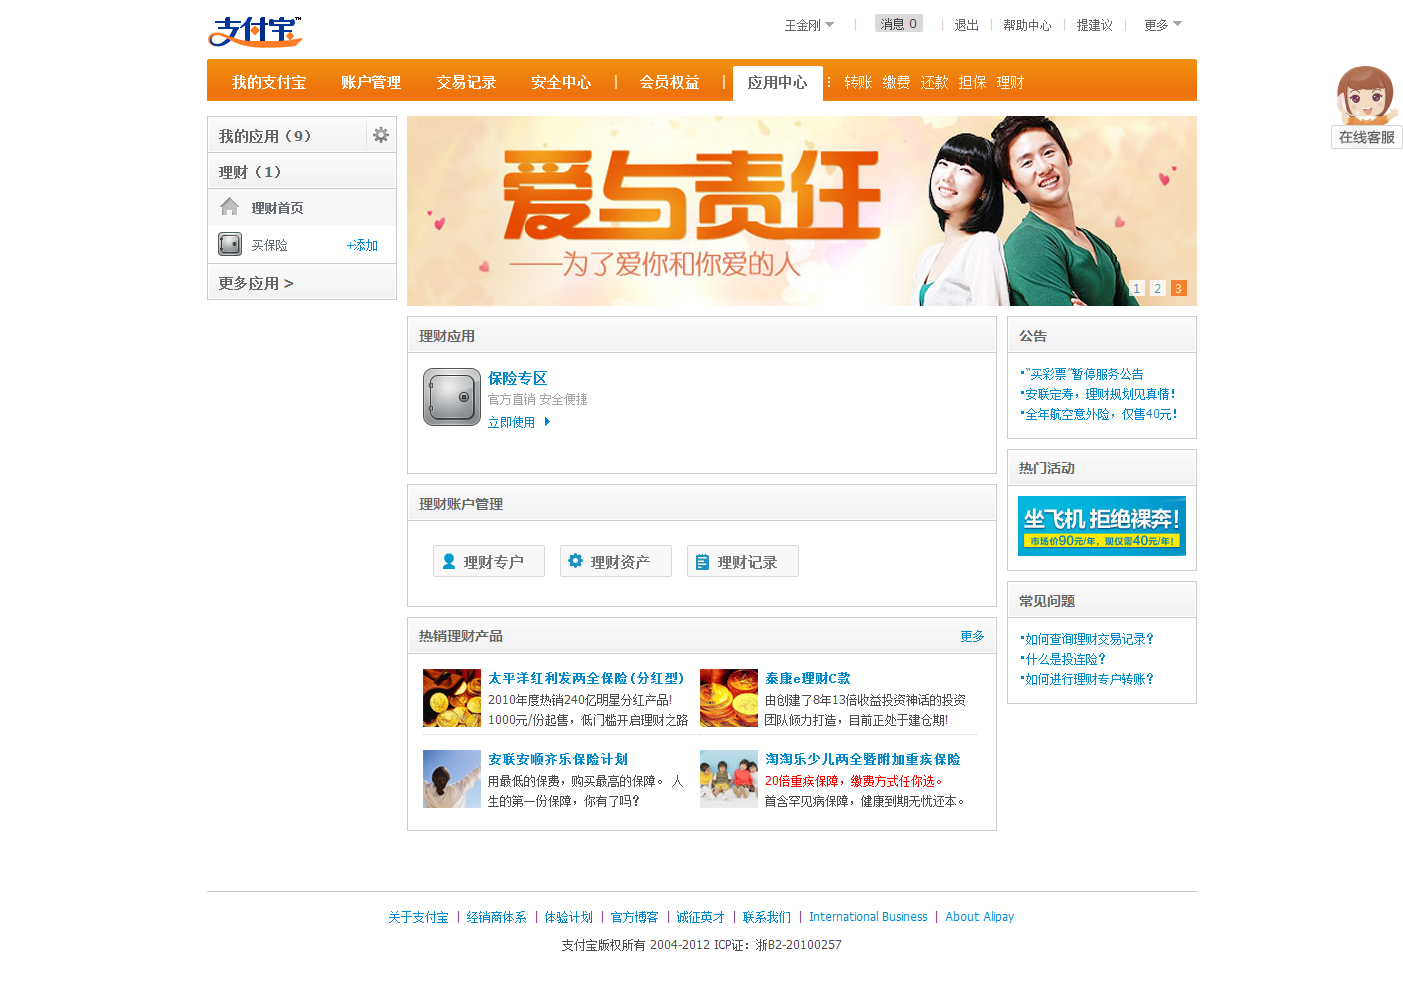 支付宝™
王金刚
消息 0
退出
帮助中心
提建议
更多
我的支付宝 账户管理 交易记录 安全中心 | 会员权益 | 应用中心 转账 缴费 还款 担保 理财
在线客服
我的应用（9）
理财（1）
理财首页
买保险 +添加
更多应用 >
爱与责任
——为了爱你和你爱的人
1 2 3
理财应用
保险专区
官方直销 安全便捷
立即使用
理财账户管理
理财专户 理财资产 理财记录
热销理财产品 更多
太平洋红利发两全保险(分红型)
2010年度热销240亿明星分红产品!
1000元/份起售，低门槛开启理财之路
泰康e理财C款
由创建了8年13倍收益投资神话的投资
团队倾力打造，目前正处于建仓期!
安联安顺齐乐保险计划
用最低的保费，购买最高的保障。 人
生的第一份保障，你有了吗？
淘淘乐少儿两全暨附加重疾保险
20倍重疾保障，缴费方式任你选。
首含罕见病保障，健康到期无忧还本。
公告
“买彩票”暂停服务公告
安联定寿，理财规划见真情！
全年航空意外险，仅售40元！
热门活动
坐飞机 拒绝裸奔!
市场价90元/年，现仅需40元/年!
常见问题
如何查询理财交易记录？
什么是投连险？
如何进行理财专户转账？
关于支付宝 | 经销商体系 | 体验计划 | 官方博客 | 诚征英才 | 联系我们 | International Business | About Alipay
支付宝版权所有 2004-2012 ICP证：浙B2-20100257